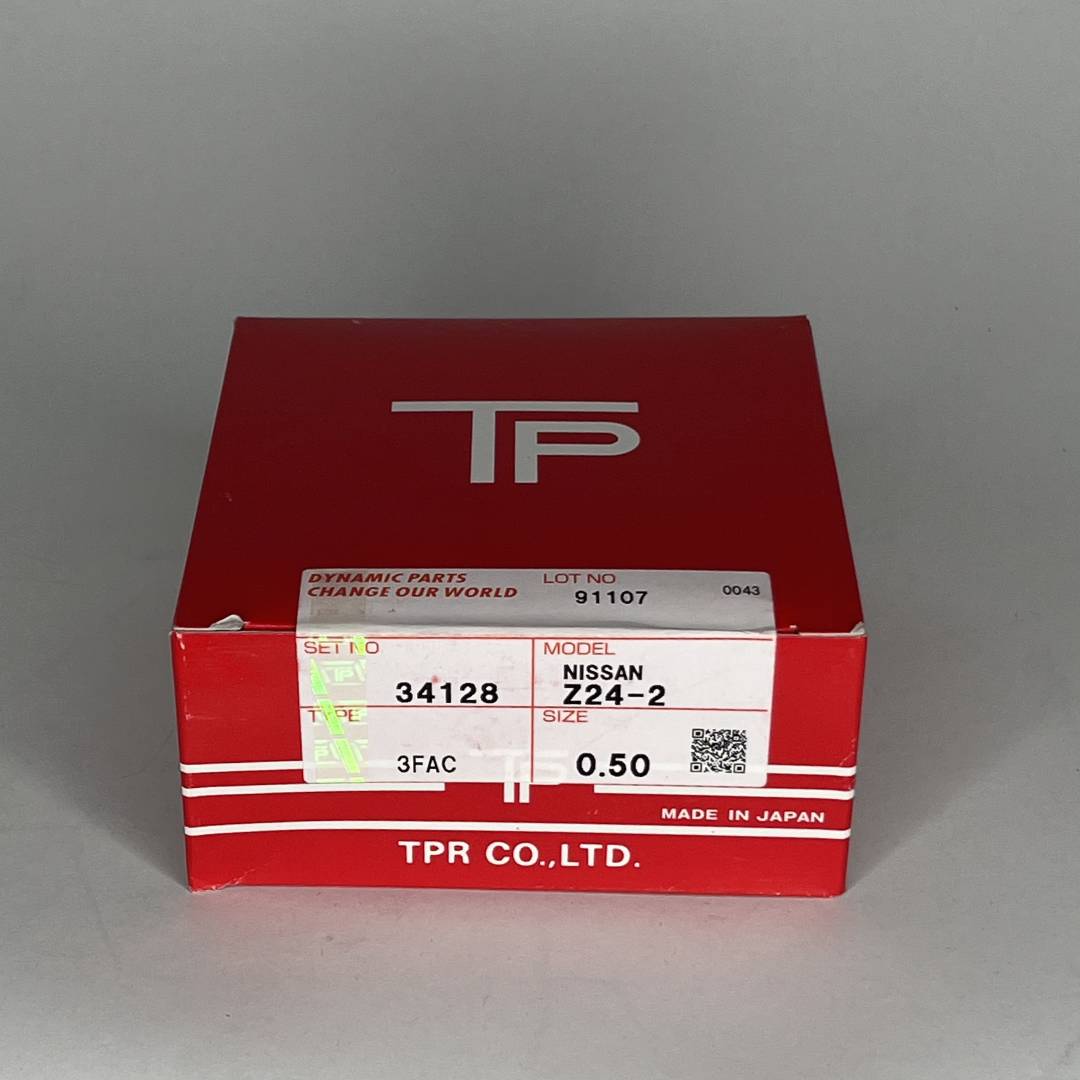 TP
DYNAMIC PARTS
CHANGE OUR WORLD
LOT NO
91107
0043
SET NO
34128
MODEL
NISSAN
Z24-2
TYPE
3FAC
SIZE
0.50
TP
MADE IN JAPAN
TPR CO.,LTD.